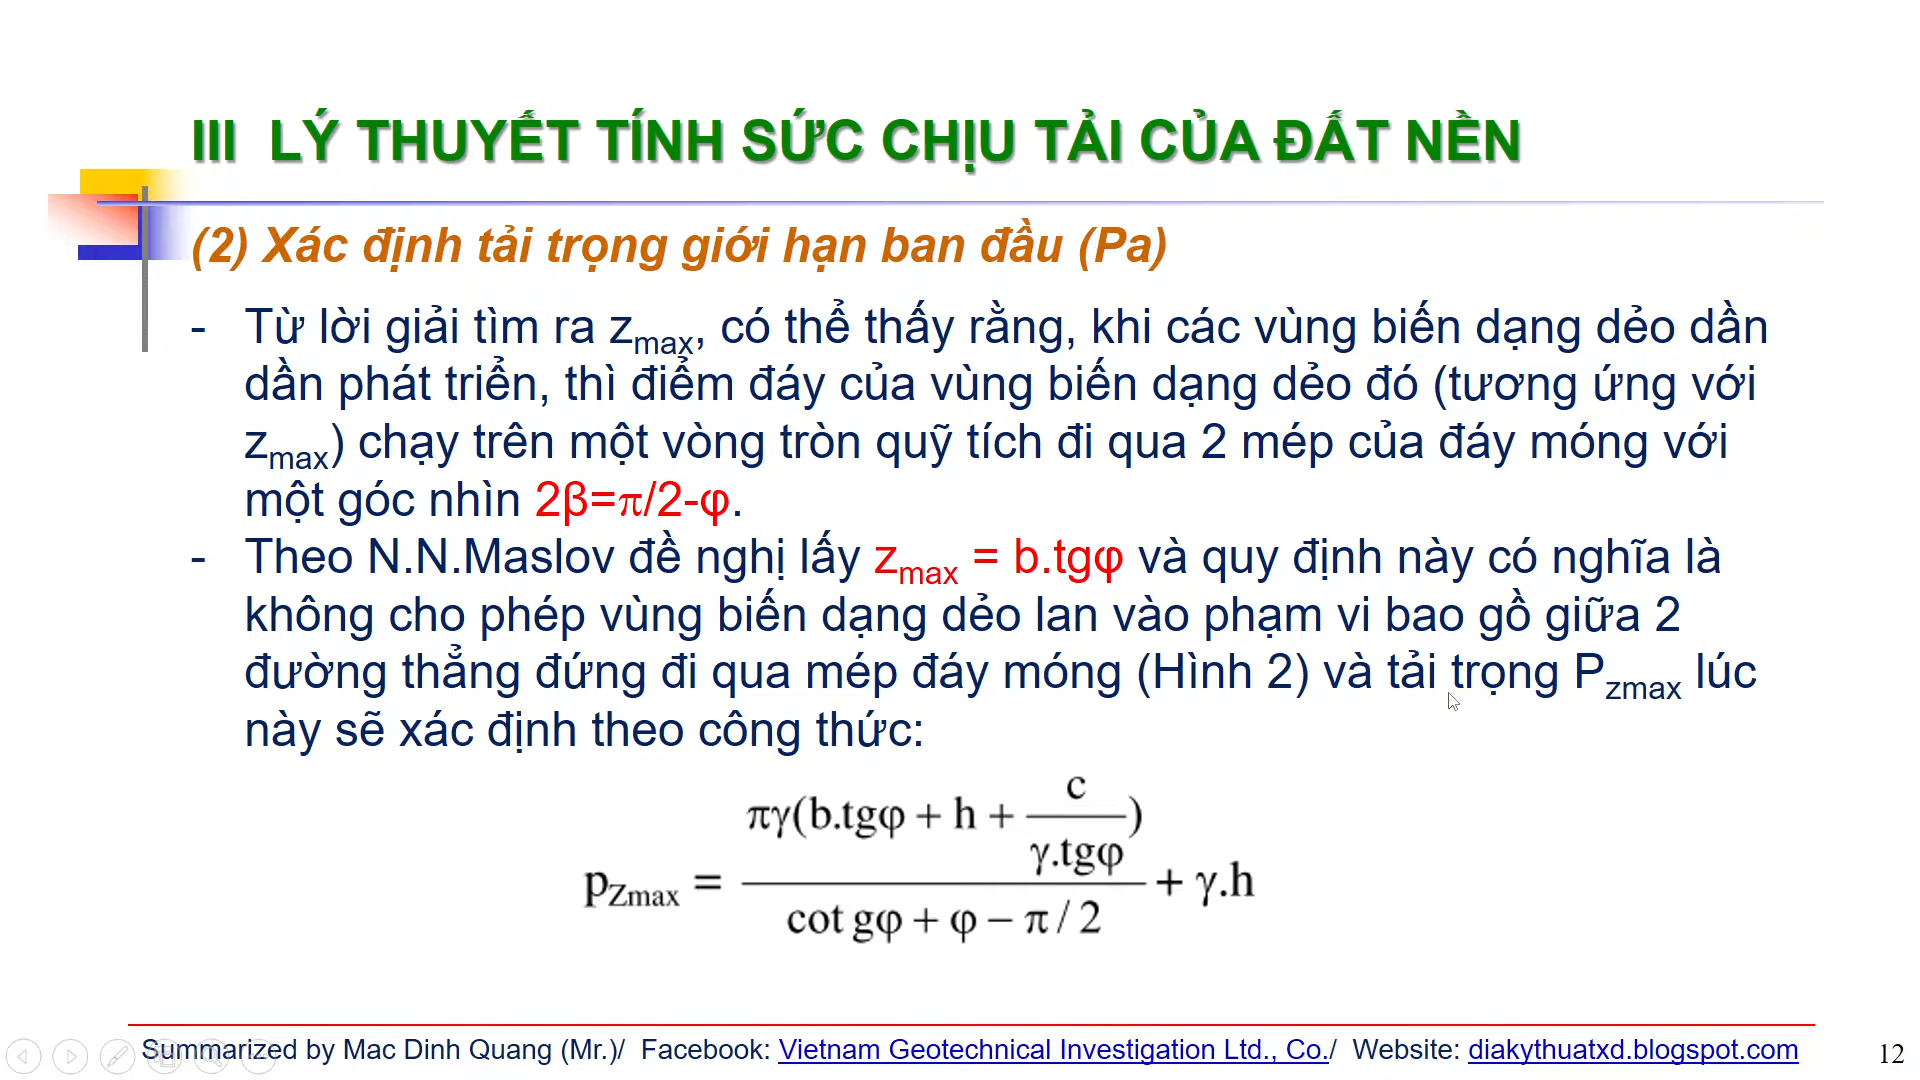 III LÝ THUYẾT TÍNH SỨC CHỊU TẢI CỦA ĐẤT NỀN
(2) Xác định tải trọng giới hạn ban đầu (Pa)
- Từ lời giải tìm ra zmax, có thể thấy rằng, khi các vùng biến dạng dẻo dần
dần phát triển, thì điểm đáy của vùng biến dạng dẻo đó (tương ứng với
zmax) chạy trên một vòng tròn quỹ tích đi qua 2 mép của đáy móng với
một góc nhìn 2β=π/2-φ.
- Theo N.N.Maslov đề nghị lấy zmax = b.tgφ và quy định này có nghĩa là
không cho phép vùng biến dạng dẻo lan vào phạm vi bao gồ giữa 2
đường thẳng đứng đi qua mép đáy móng (Hình 2) và tải trọng Pzmax lúc
này sẽ xác định theo công thức:
pZmax = πγ(b.tgφ + h + c / γ.tgφ) / cot gφ + φ − π / 2 + γ.h
Summarized by Mac Dinh Quang (Mr.)/ Facebook: Vietnam Geotechnical Investigation Ltd., Co./ Website: diakythuatxd.blogspot.com
12